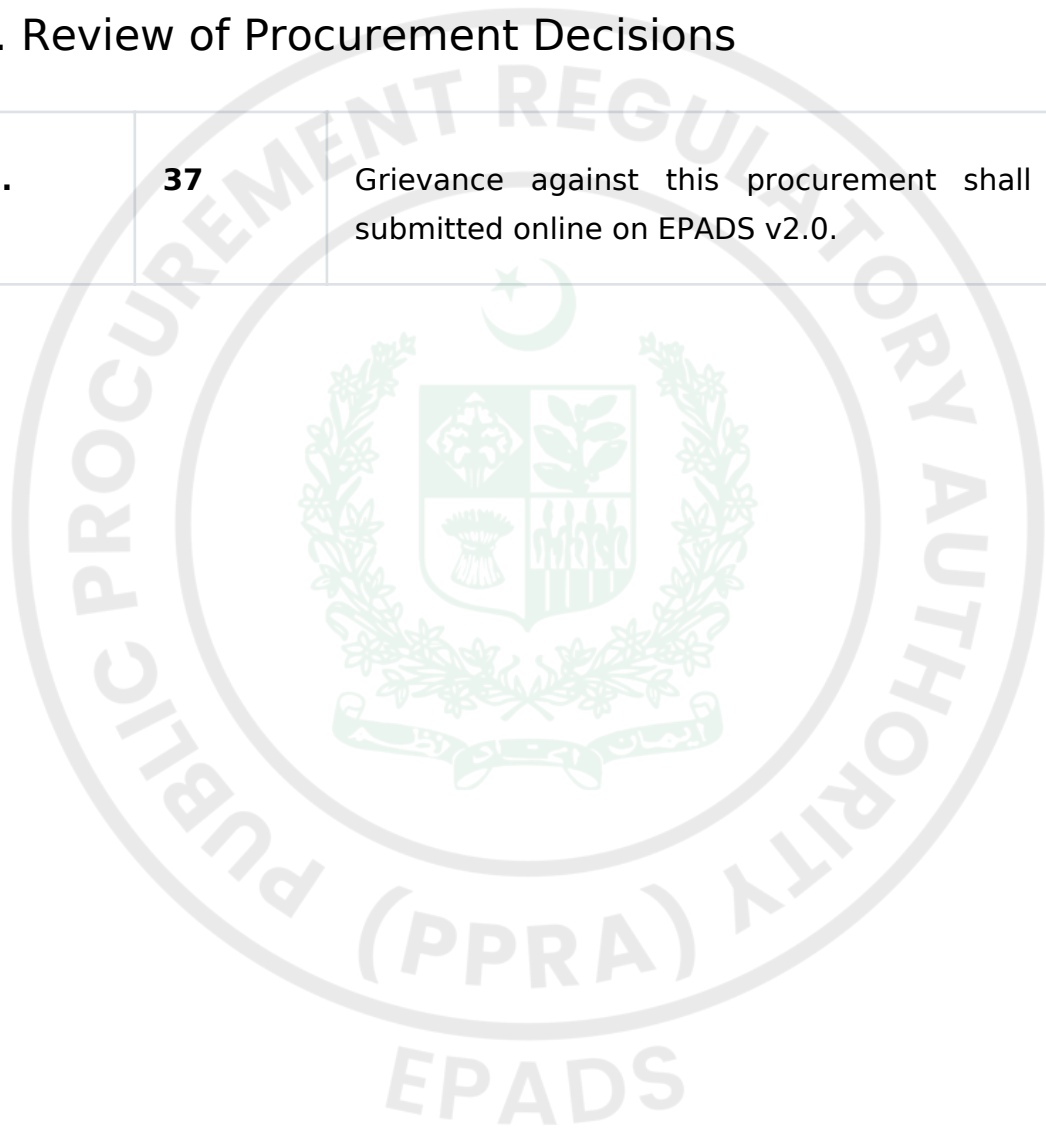 . Review of Procurement Decisions
. 37 Grievance against this procurement shall
submitted online on EPADS v2.0.
PUBLIC PROCUREMENT REGULATORY AUTHORITY
(PPRA)
EPADS